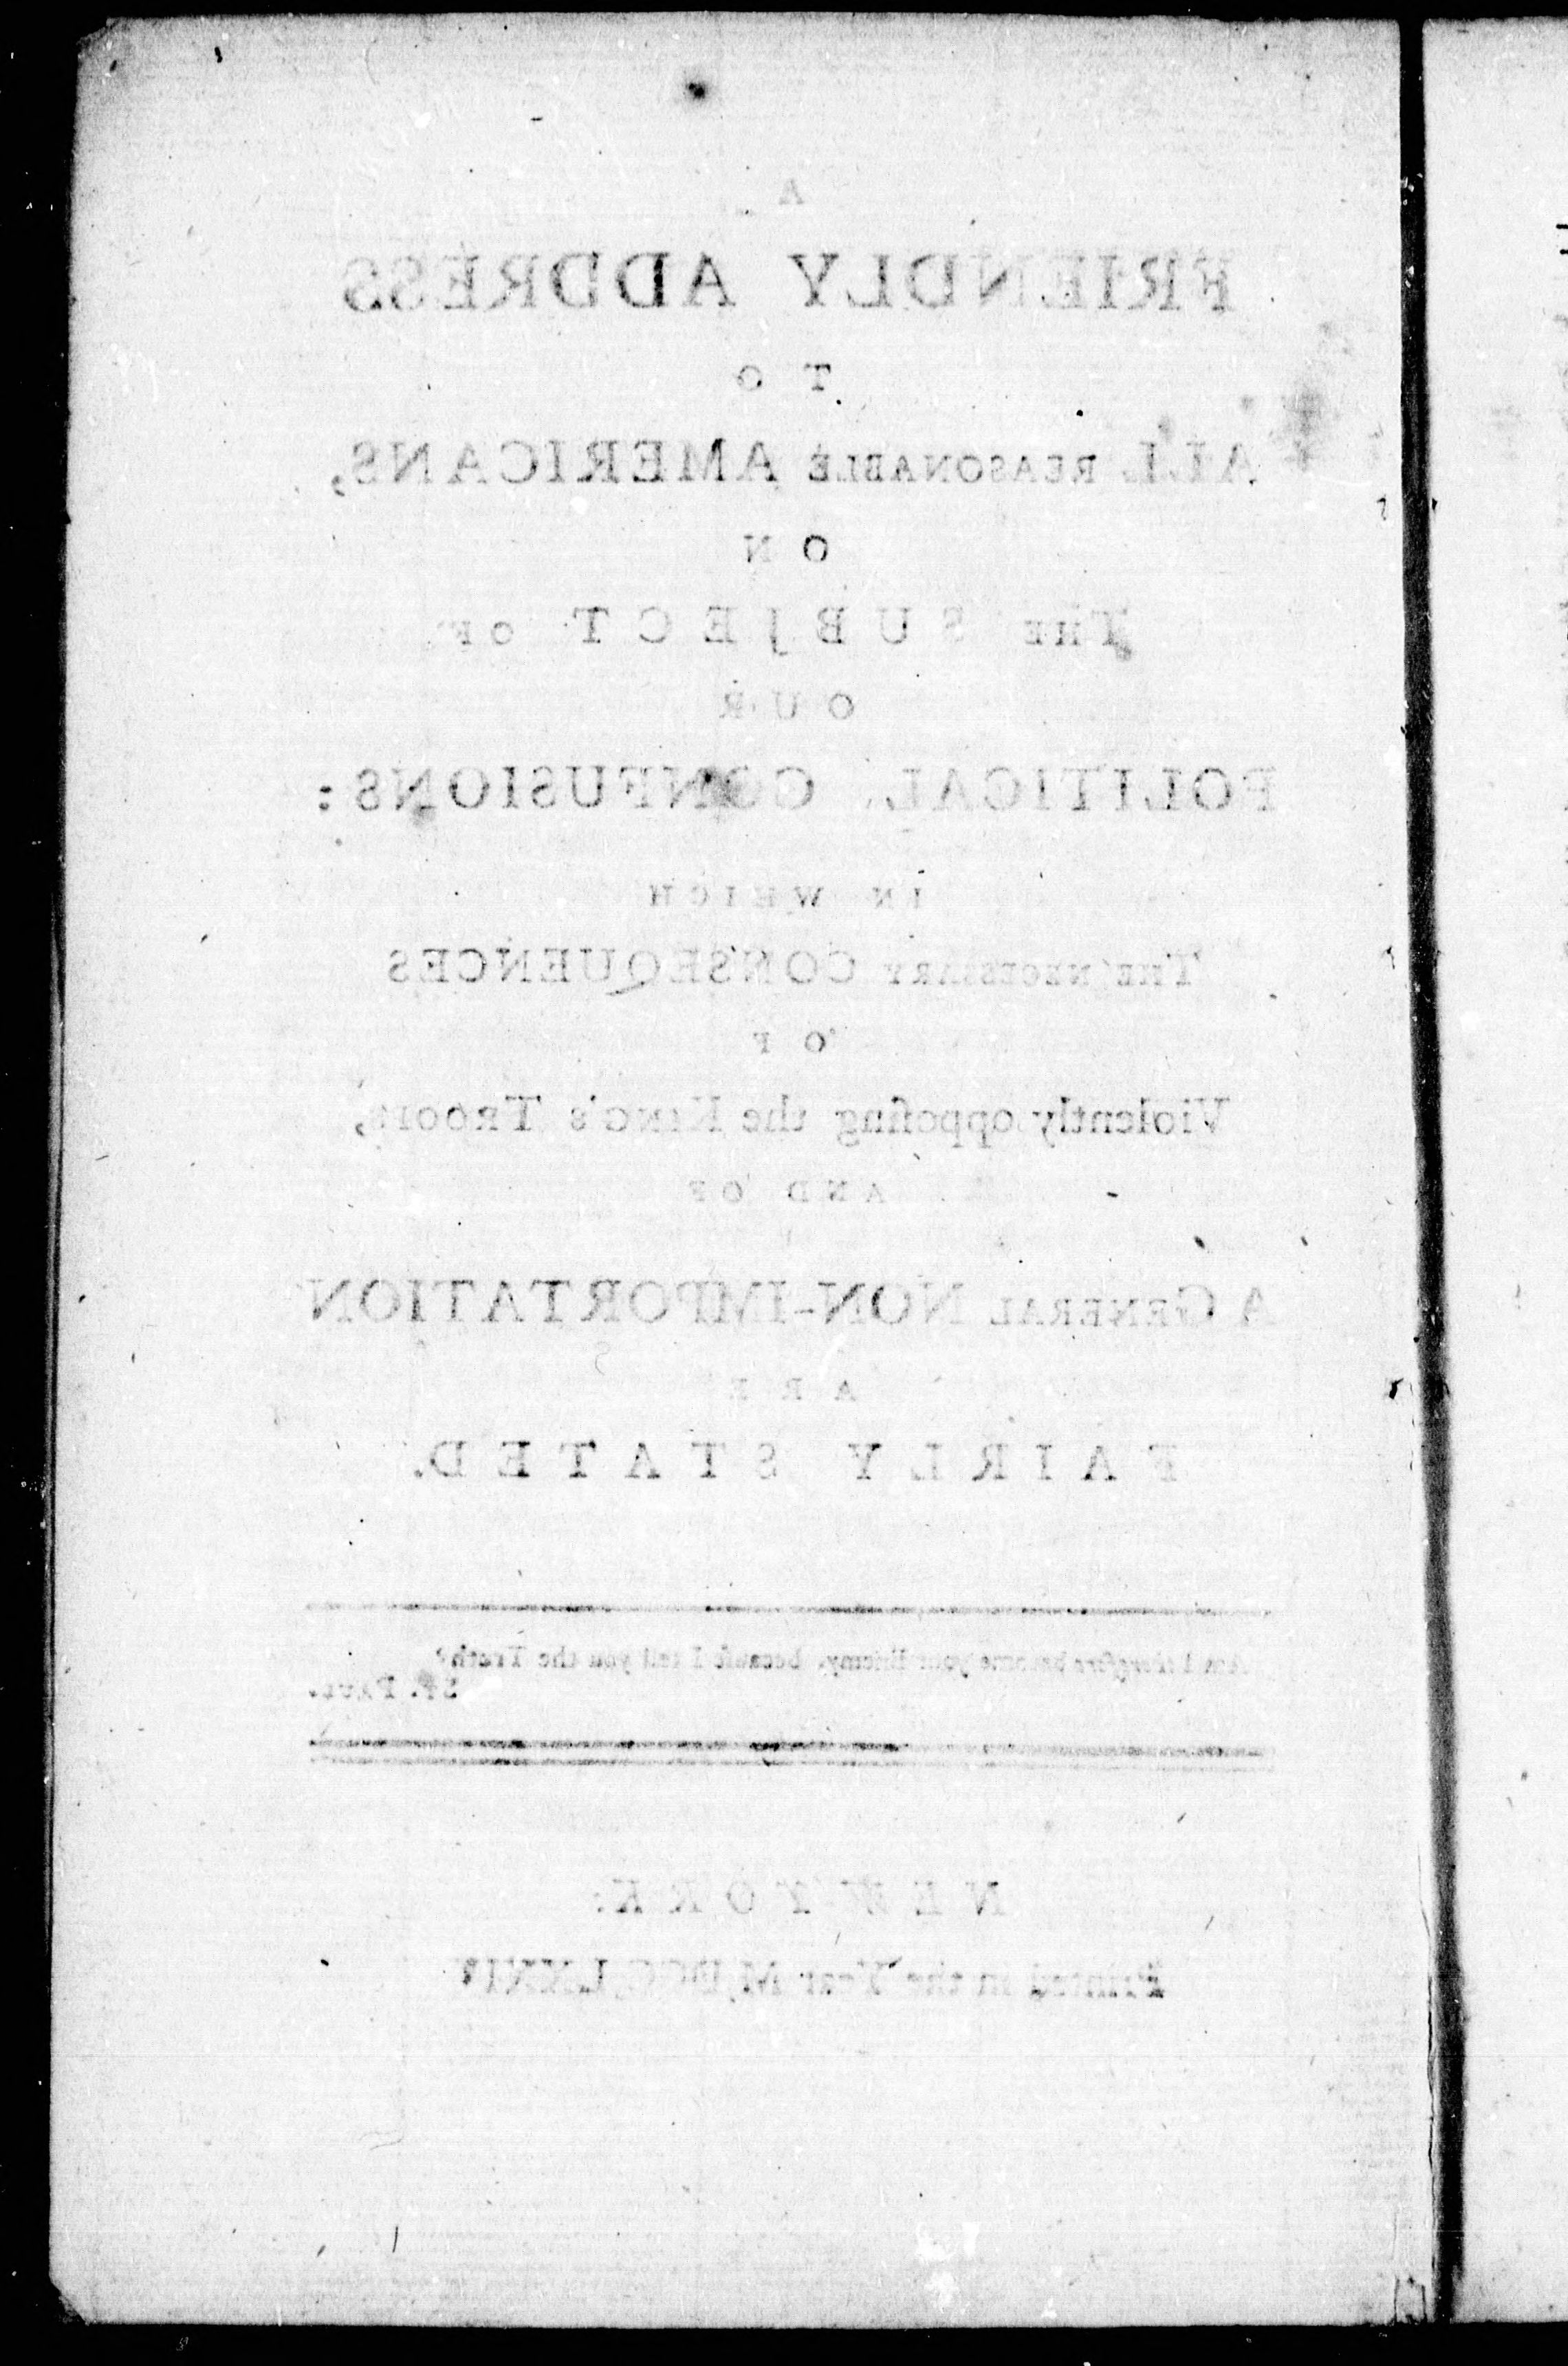 A
FRIENDLY ADDRESS
TO
ALL REASONABLE AMERICANS,
ON
THE SUBJECT OF
OUR
POLITICAL CONFUSIONS:
IN WHICH
THE NECESSARY CONSEQUENCES
OF
Violently oppoſing the KING'S TROOPS,
AND OF
A GENERAL NON-IMPORTATION
ARE
FAIRLY STATED.
Am I therefore become your Enemy, becauſe I tell you the Truth?
ST. PAUL.
NEW YORK:
Printed in the Year M,DCC,LXXIV